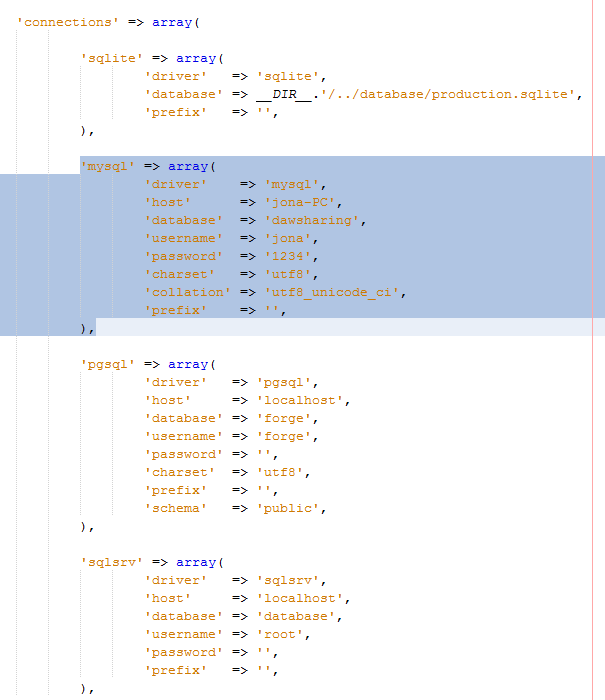 'connections' => array(
'sqlite' => array(
'driver'   => 'sqlite',
'database' => __DIR__.'/../database/production.sqlite',
'prefix'   => '',
),
'mysql' => array(
'driver'    => 'mysql',
'host'      => 'jona-PC',
'database'  => 'dawsharing',
'username'  => 'jona',
'password'  => '1234',
'charset'   => 'utf8',
'collation' => 'utf8_unicode_ci',
'prefix'    => '',
),
'pgsql' => array(
'driver'   => 'pgsql',
'host'     => 'localhost',
'database' => 'forge',
'username' => 'forge',
'password' => '',
'charset'  => 'utf8',
'prefix'   => '',
'schema'   => 'public',
),
'sqlsrv' => array(
'driver'   => 'sqlsrv',
'host'     => 'localhost',
'database' => 'database',
'username' => 'root',
'password' => '',
'prefix'   => '',
),